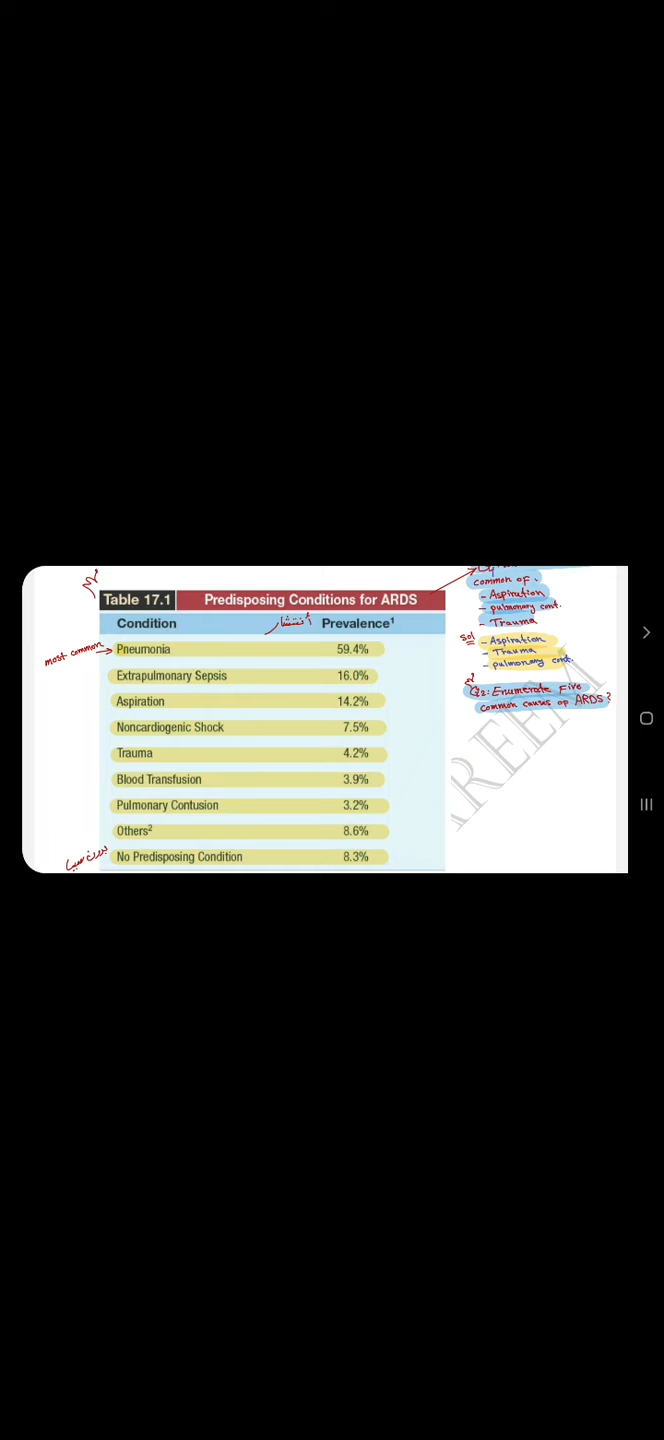 Table 17.1 Predisposing Conditions for ARDS
Condition أنتشار Prevalence¹
most common → Pneumonia 59.4%
Extrapulmonary Sepsis 16.0%
Aspiration 14.2%
Noncardiogenic Shock 7.5%
Trauma 4.2%
Blood Transfusion 3.9%
Pulmonary Contusion 3.2%
Others² 8.6%
No Predisposing Condition 8.3%
common of.
- Aspiration
- pulmonary cont.
- Trauma
sol
- Aspiration
- Trauma
- pulmonary cont.
Q2: Enumerate Five
common causes of ARDS?